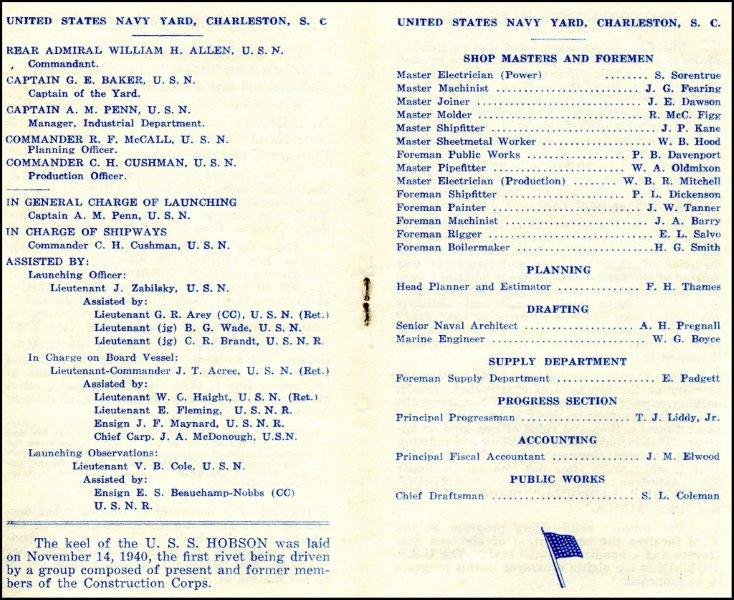 UNITED STATES NAVY YARD, CHARLESTON, S. C
REAR ADMIRAL WILLIAM H. ALLEN, U. S. N.
Commandant.
CAPTAIN G. E. BAKER, U. S. N.
Captain of the Yard.
CAPTAIN A. M. PENN, U. S. N.
Manager, Industrial Department.
COMMANDER R. F. McCALL, U. S. N.
Planning Officer.
COMMANDER C. H. CUSHMAN, U. S. N.
Production Officer.
IN GENERAL CHARGE OF LAUNCHING
Captain A. M. Penn, U. S. N.
IN CHARGE OF SHIPWAYS
Commander C. H. Cushman, U. S. N.
ASSISTED BY:
Launching Officer:
Lieutenant J. Zabilsky, U. S. N.
Assisted by:
Lieutenant G. R. Arey (CC), U. S. N. (Ret.)
Lieutenant (jg) B. G. Wade, U. S. N.
Lieutenant (jg) C. R. Brandt, U. S. N. R.
In Charge on Board Vessel:
Lieutenant-Commander J. T. Acree, U. S. N. (Ret.)
Assisted by:
Lieutenant W. C. Haight, U. S. N. (Ret.)
Lieutenant E. Fleming, U. S. N. R.
Ensign J. F. Maynard, U. S. N. R.
Chief Carp. J. A. McDonough, U.S.N.
Launching Observations:
Lieutenant V. B. Cole, U. S. N.
Assisted by:
Ensign E. S. Beauchamp-Nobbs (CC)
U. S. N. R.
The keel of the U. S. S. HOBSON was laid
on November 14, 1940, the first rivet being driven
by a group composed of present and former mem-
bers of the Construction Corps.
UNITED STATES NAVY YARD, CHARLESTON, S. C.
SHOP MASTERS AND FOREMEN
Master Electrician (Power) ........ S. Sorentrue
Master Machinist ........................ J. G. Fearing
Master Joiner ........................ J. E. Dawson
Master Molder ........................ R. McC. Figg
Master Shipfitter ........................ J. P. Kane
Master Sheetmetal Worker .................. W. B. Hood
Foreman Public Works ................ P. B. Davenport
Master Pipefitter ................ W. A. Oldmixon
Master Electrician (Production) .......... W. B. R. Mitchell
Foreman Shipfitter ................ P. L. Dickenson
Foreman Painter .................... J. W. Tanner
Foreman Machinist .................... J. A. Barry
Foreman Rigger .................... E. L. Salvo
Foreman Boilermaker .................... H. G. Smith
PLANNING
Head Planner and Estimator ............. F. H. Thames
DRAFTING
Senior Naval Architect ................ A. H. Pregnall
Marine Engineer .................... W. G. Boyce
SUPPLY DEPARTMENT
Foreman Supply Department ............... E. Padgett
PROGRESS SECTION
Principal Progressman ................ T. J. Liddy, Jr.
ACCOUNTING
Principal Fiscal Accountant .............. J. M. Elwood
PUBLIC WORKS
Chief Draftsman ...................... S. L. Coleman